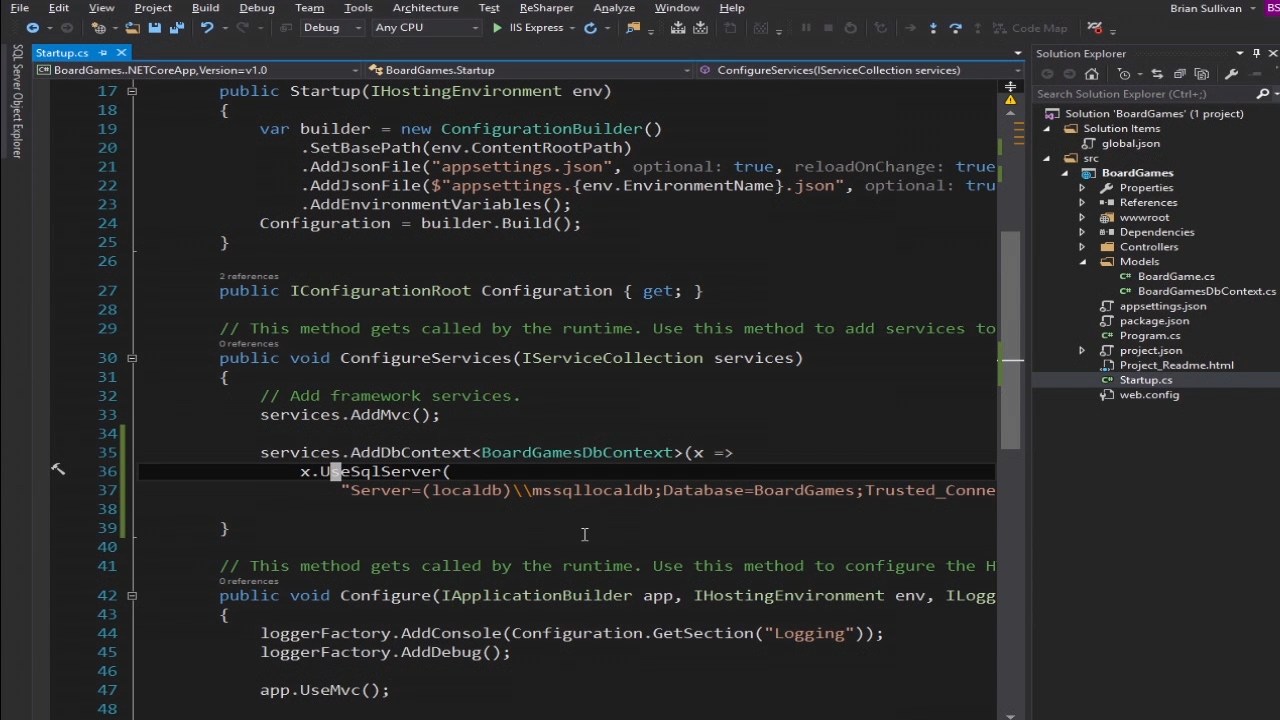 File Edit View Project Build Debug Team Tools Architecture Test ReSharper Analyze Window Help Brian Sullivan BS
Debug Any CPU IIS Express Code Map
SQL Server Object Explorer
Startup.cs
BoardGames..NETCoreApp,Version=v1.0 BoardGames.Startup ConfigureServices(IServiceCollection services)
17 public Startup(IHostingEnvironment env)
18 {
19 var builder = new ConfigurationBuilder()
20 .SetBasePath(env.ContentRootPath)
21 .AddJsonFile("appsettings.json", optional: true, reloadOnChange: true
22 .AddJsonFile($"appsettings.{env.EnvironmentName}.json", optional: tru
23 .AddEnvironmentVariables();
24 Configuration = builder.Build();
25 }
26
2 references
27 public IConfigurationRoot Configuration { get; }
28
29 // This method gets called by the runtime. Use this method to add services to
0 references
30 public void ConfigureServices(IServiceCollection services)
31 {
32 // Add framework services.
33 services.AddMvc();
34
35 services.AddDbContext<BoardGamesDbContext>(x =>
36 x.UseSqlServer(
37 "Server=(localdb)\\mssqllocaldb;Database=BoardGames;Trusted_Conne
38
39 }
40
41 // This method gets called by the runtime. Use this method to configure the H
0 references
42 public void Configure(IApplicationBuilder app, IHostingEnvironment env, ILogg
43 {
44 loggerFactory.AddConsole(Configuration.GetSection("Logging"));
45 loggerFactory.AddDebug();
46
47 app.UseMvc();
48
Solution Explorer
Search Solution Explorer (Ctrl+;)
Solution 'BoardGames' (1 project)
Solution Items
global.json
src
BoardGames
Properties
References
wwwroot
Dependencies
Controllers
Models
BoardGame.cs
BoardGamesDbContext.cs
appsettings.json
package.json
Program.cs
project.json
Project_Readme.html
Startup.cs
web.config